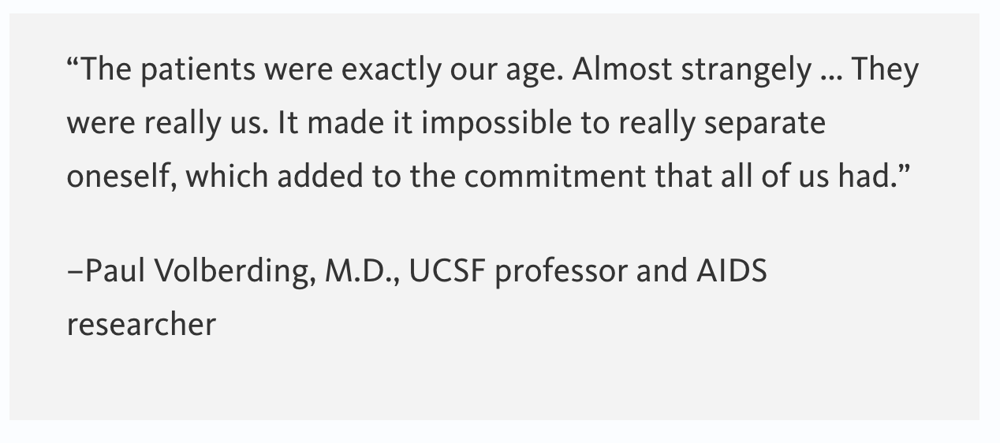 “The patients were exactly our age. Almost strangely ... They
were really us. It made it impossible to really separate
oneself, which added to the commitment that all of us had.”
–Paul Volberding, M.D., UCSF professor and AIDS
researcher